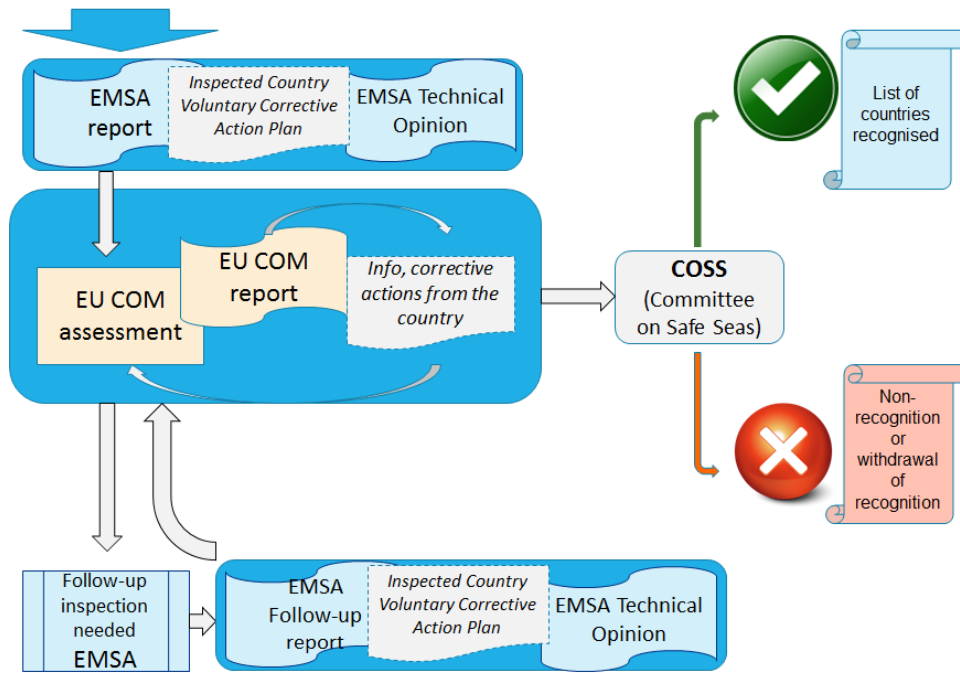 EMSA
report
Inspected Country
Voluntary Corrective
Action Plan
EMSA Technical
Opinion
List of
countries
recognised
EU COM
assessment
EU COM
report
Info, corrective
actions from the
country
COSS
(Committee
on Safe Seas)
Non-
recognition
or
withdrawal
of
recognition
Follow-up
inspection
needed
EMSA
EMSA
Follow-up
report
Inspected Country
Voluntary Corrective
Action Plan
EMSA Technical
Opinion